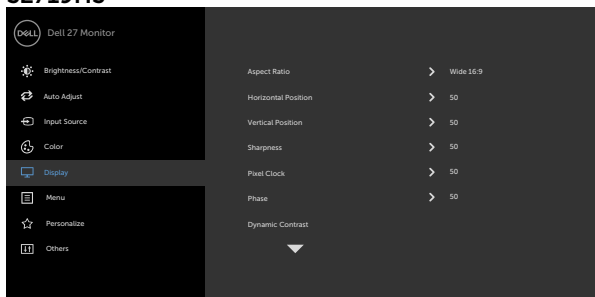 SE2719HS
DELL Dell 27 Monitor
Brightness/Contrast
Auto Adjust
Input Source
Color
Display
Menu
Personalize
Others
Aspect Ratio Wide 16:9
Horizontal Position 50
Vertical Position 50
Sharpness 50
Pixel Clock 50
Phase 50
Dynamic Contrast